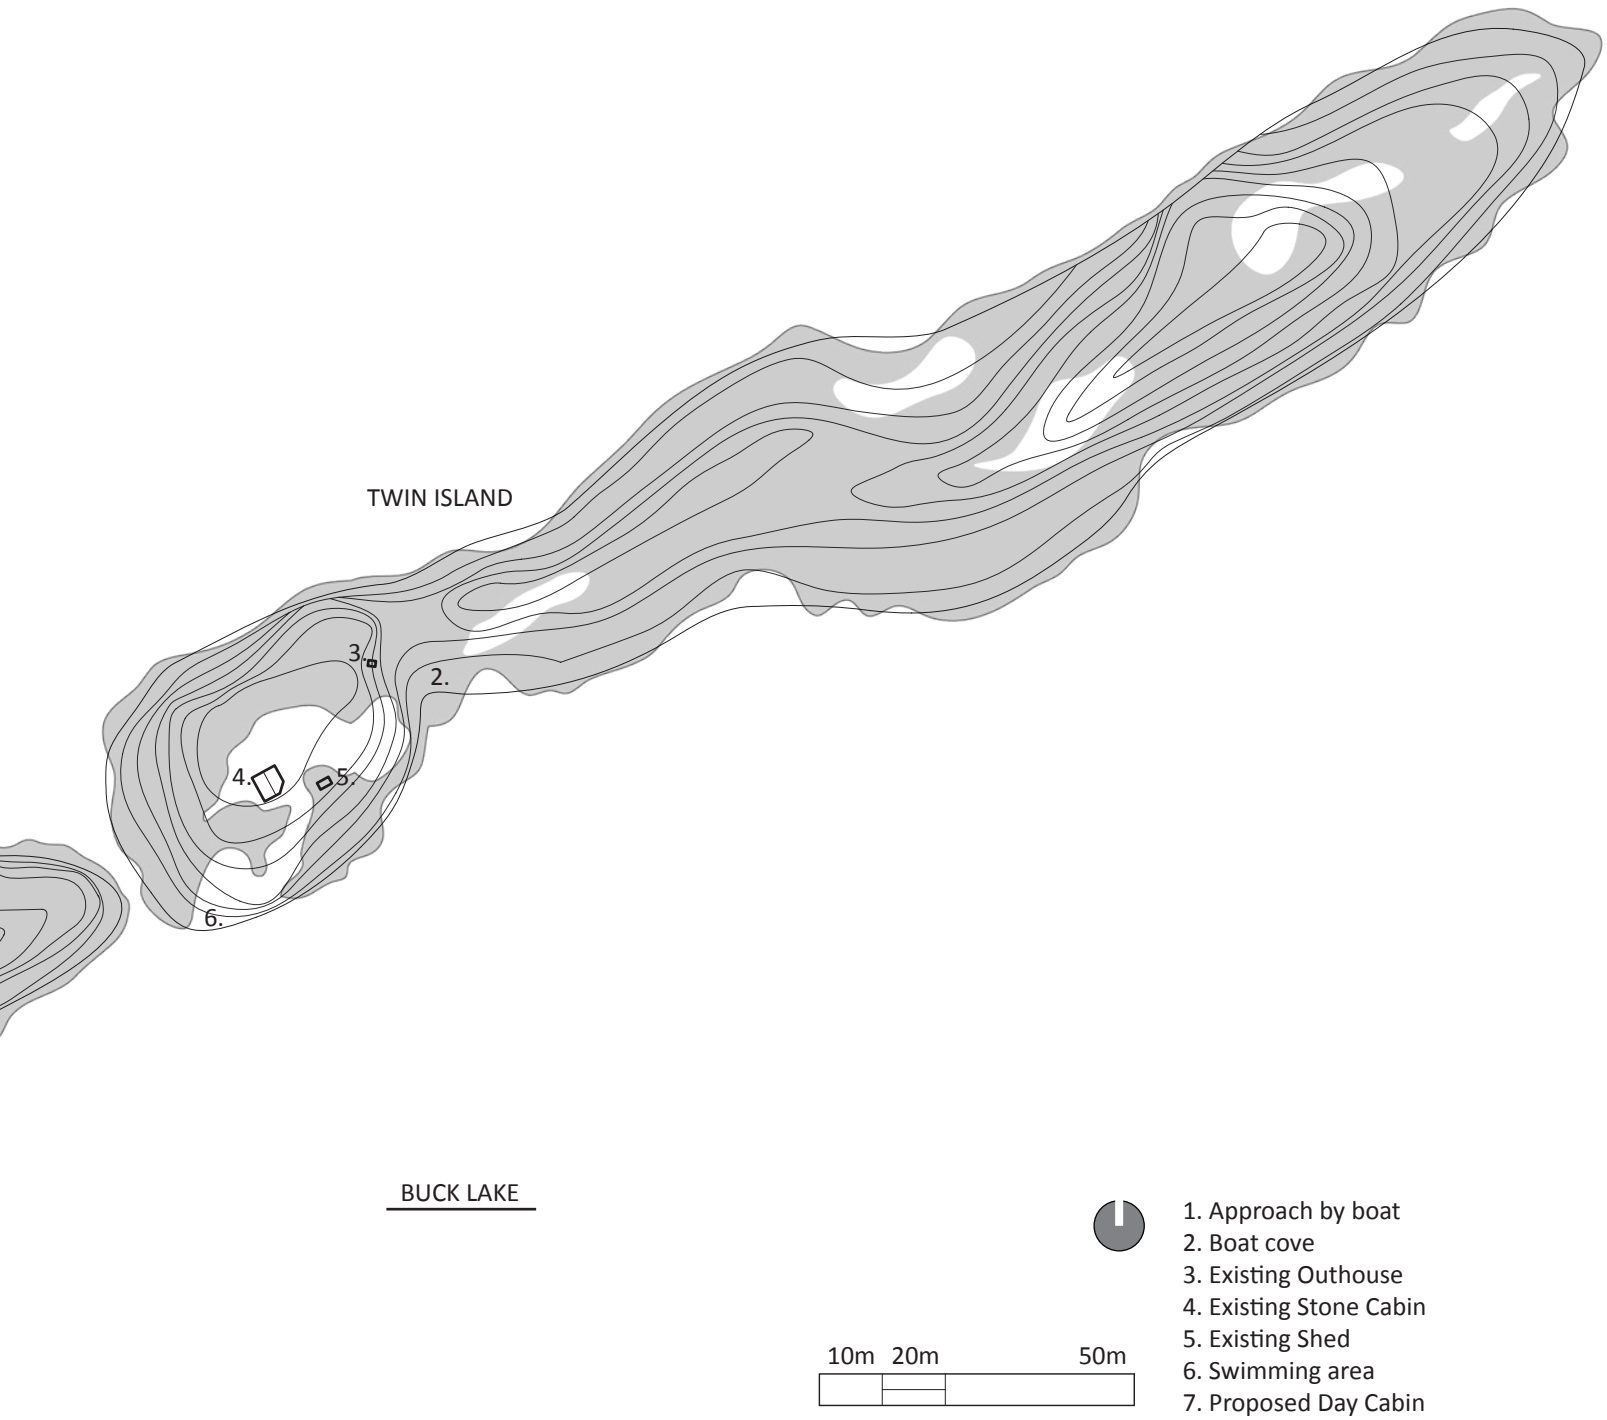 TWIN ISLAND
3.
2.
4.
5.
6.
BUCK LAKE
1. Approach by boat
2. Boat cove
3. Existing Outhouse
4. Existing Stone Cabin
5. Existing Shed
6. Swimming area
7. Proposed Day Cabin
10m 20m 50m